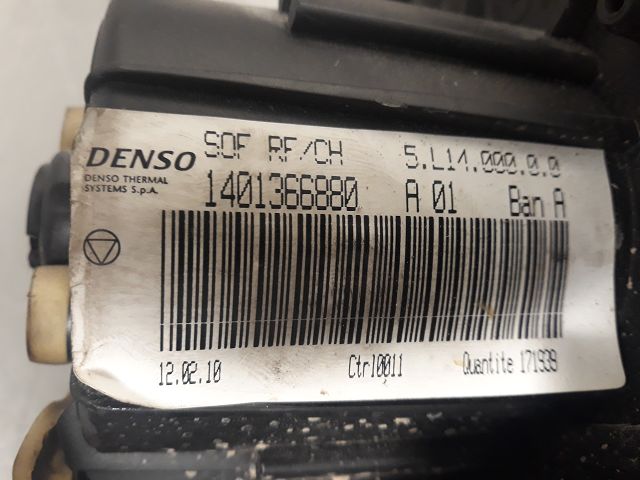 DENSO
DENSO THERMAL
SYSTEMS S.p.A.
SOF RF/CH 5.L14.000.0.0
1401366880 A 01 Ban A
12.02.10 Ctrl0011 Quantite 171939